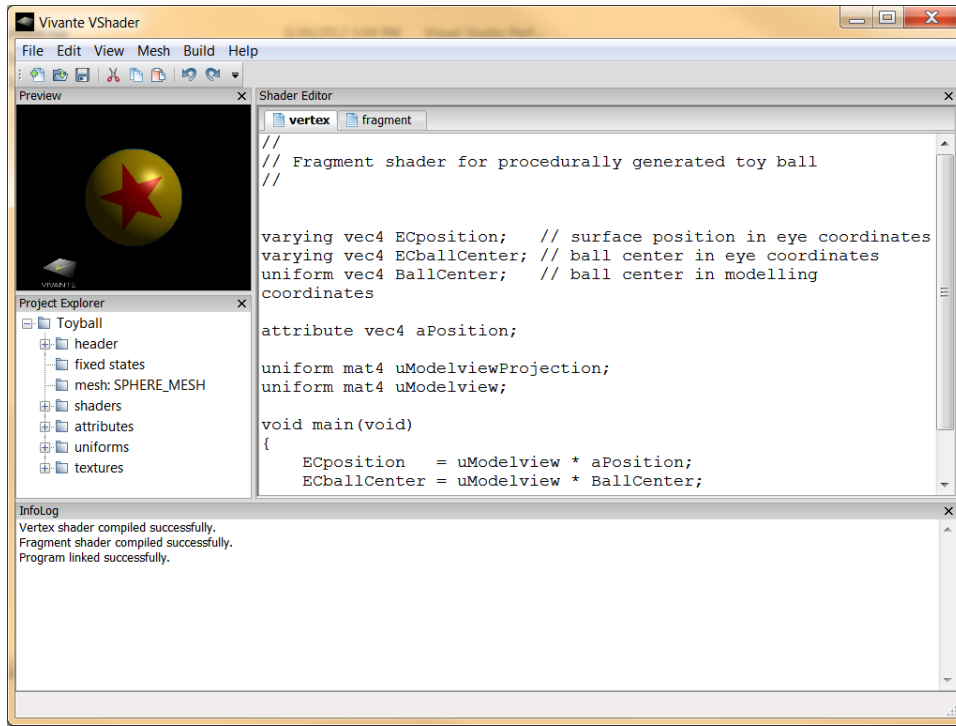 Vivante VShader
File Edit View Mesh Build Help
Preview
VIVANTE
Project Explorer
Toyball
header
fixed states
mesh: SPHERE_MESH
shaders
attributes
uniforms
textures
Shader Editor
vertex fragment
//
// Fragment shader for procedurally generated toy ball
//
varying vec4 ECposition;   // surface position in eye coordinates
varying vec4 ECballCenter; // ball center in eye coordinates
uniform vec4 BallCenter;   // ball center in modelling
coordinates
attribute vec4 aPosition;
uniform mat4 uModelviewProjection;
uniform mat4 uModelview;
void main(void)
{
    ECposition   = uModelview * aPosition;
    ECballCenter = uModelview * BallCenter;
InfoLog
Vertex shader compiled successfully.
Fragment shader compiled successfully.
Program linked successfully.